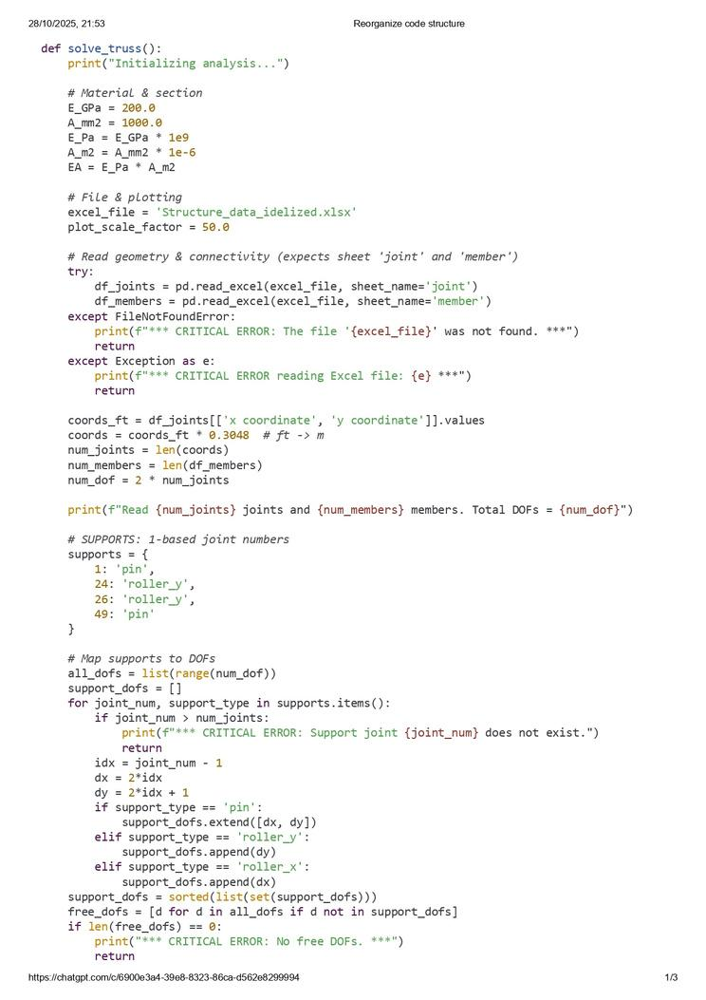 28/10/2025, 21:53 Reorganize code structure
def solve_truss():
    print("Initializing analysis...")

    # Material & section
    E_GPa = 200.0
    A_mm2 = 1000.0
    E_Pa = E_GPa * 1e9
    A_m2 = A_mm2 * 1e-6
    EA = E_Pa * A_m2

    # File & plotting
    excel_file = 'Structure_data_idelized.xlsx'
    plot_scale_factor = 50.0

    # Read geometry & connectivity (expects sheet 'joint' and 'member')
    try:
        df_joints = pd.read_excel(excel_file, sheet_name='joint')
        df_members = pd.read_excel(excel_file, sheet_name='member')
    except FileNotFoundError:
        print(f"*** CRITICAL ERROR: The file '{excel_file}' was not found. ***")
        return
    except Exception as e:
        print(f"*** CRITICAL ERROR reading Excel file: {e} ***")
        return

    coords_ft = df_joints[['x coordinate', 'y coordinate']].values
    coords = coords_ft * 0.3048  # ft -> m
    num_joints = len(coords)
    num_members = len(df_members)
    num_dof = 2 * num_joints

    print(f"Read {num_joints} joints and {num_members} members. Total DOFs = {num_dof}")

    # SUPPORTS: 1-based joint numbers
    supports = {
        1: 'pin',
        24: 'roller_y',
        26: 'roller_y',
        49: 'pin'
    }

    # Map supports to DOFs
    all_dofs = list(range(num_dof))
    support_dofs = []
    for joint_num, support_type in supports.items():
        if joint_num > num_joints:
            print(f"*** CRITICAL ERROR: Support joint {joint_num} does not exist.")
            return
        idx = joint_num - 1
        dx = 2*idx
        dy = 2*idx + 1
        if support_type == 'pin':
            support_dofs.extend([dx, dy])
        elif support_type == 'roller_y':
            support_dofs.append(dy)
        elif support_type == 'roller_x':
            support_dofs.append(dx)
    support_dofs = sorted(list(set(support_dofs)))
    free_dofs = [d for d in all_dofs if d not in support_dofs]
    if len(free_dofs) == 0:
        print("*** CRITICAL ERROR: No free DOFs. ***")
        return
https://chatgpt.com/c/6900e3a4-39e8-8323-86ca-d562e8299994 1/3